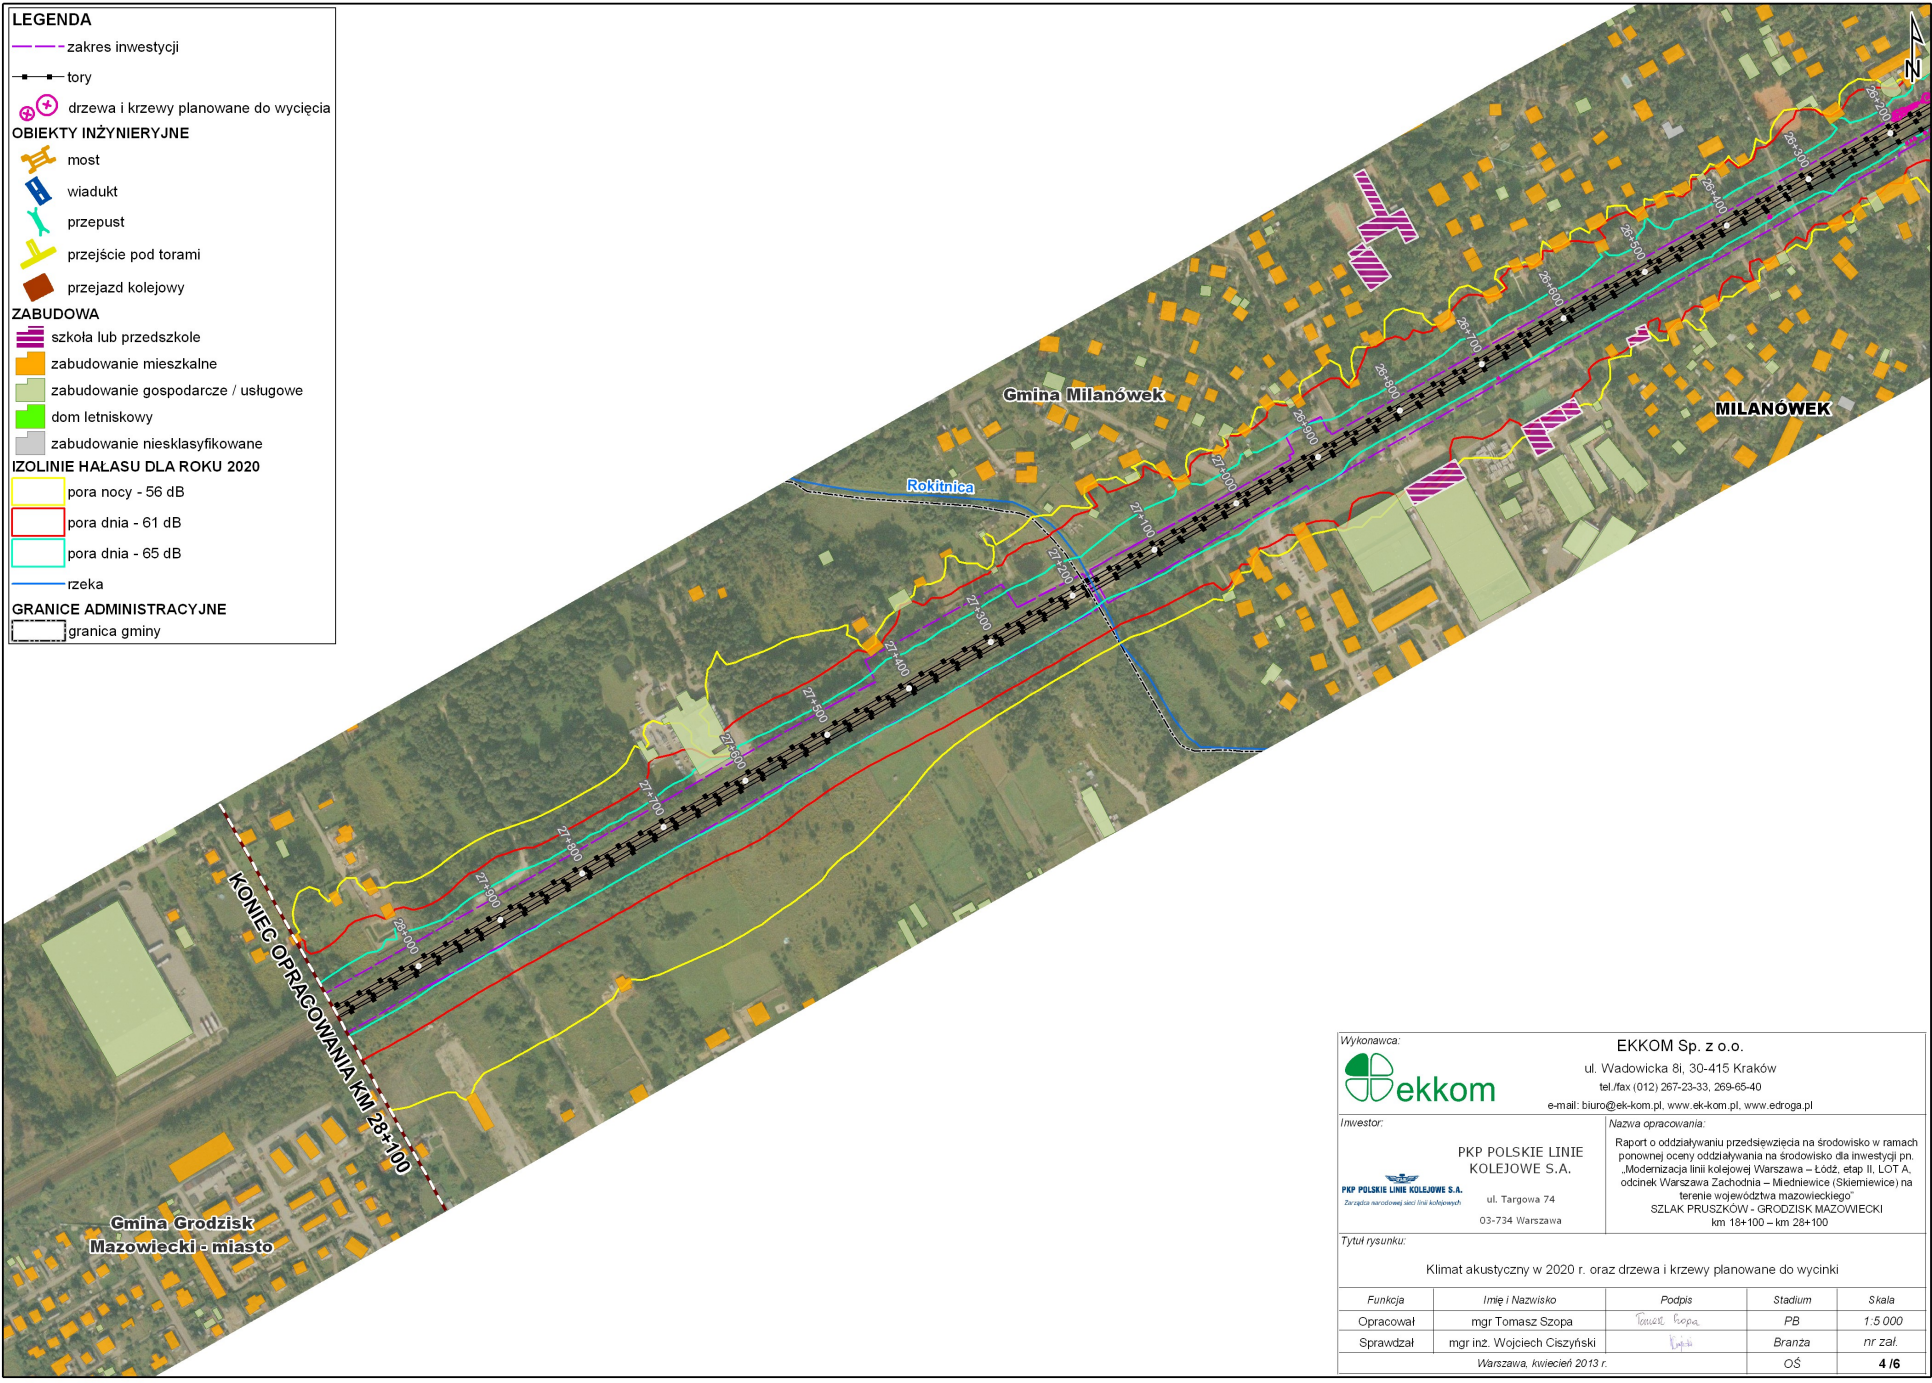 LEGENDA
zakres inwestycji
tory
drzewa i krzewy planowane do wycięcia
OBIEKTY INŻYNIERYJNE
most
wiadukt
przepust
przejście pod torami
przejazd kolejowy
ZABUDOWA
szkoła lub przedszkole
zabudowanie mieszkalne
zabudowanie gospodarcze / usługowe
dom letniskowy
zabudowanie niesklasyfikowane
IZOLINIE HAŁASU DLA ROKU 2020
pora nocy - 56 dB
pora dnia - 61 dB
pora dnia - 65 dB
rzeka
GRANICE ADMINISTRACYJNE
granica gminy
N
26+200
26+300
26+400
26+500
26+600
26+700
26+800
26+900
27+000
27+100
27+200
27+300
27+400
27+500
27+600
27+700
27+800
27+900
28+000
Gmina Milanówek
MILANÓWEK
Rokitnica
KONIEC OPRACOWANIA KM 28+100
Gmina Grodzisk
Mazowiecki - miasto
Wykonawca:
ekkom
EKKOM Sp. z o.o.
ul. Wadowicka 8i, 30-415 Kraków
tel./fax (012) 267-23-33, 269-65-40
e-mail: biuro@ek-kom.pl, www.ek-kom.pl, www.edroga.pl
Inwestor:
PKP POLSKIE LINIE KOLEJOWE S.A.
Zarządca narodowej sieci linii kolejowych
PKP POLSKIE LINIE
KOLEJOWE S.A.
ul. Targowa 74
03-734 Warszawa
Nazwa opracowania:
Raport o oddziaływaniu przedsięwzięcia na środowisko w ramach
ponownej oceny oddziaływania na środowisko dla inwestycji pn.
„Modernizacja linii kolejowej Warszawa – Łódź, etap II, LOT A,
odcinek Warszawa Zachodnia – Miedniewice (Skierniewice) na
terenie województwa mazowieckiego”
SZLAK PRUSZKÓW - GRODZISK MAZOWIECKI
km 18+100 – km 28+100
Tytuł rysunku:
Klimat akustyczny w 2020 r. oraz drzewa i krzewy planowane do wycinki
Funkcja Imię i Nazwisko Podpis Stadium Skala
Opracował mgr Tomasz Szopa Tomasz Szopa PB 1:5 000
Sprawdzał mgr inż. Wojciech Ciszyński Branża nr zał.
Warszawa, kwiecień 2013 r. OŚ 4 /6